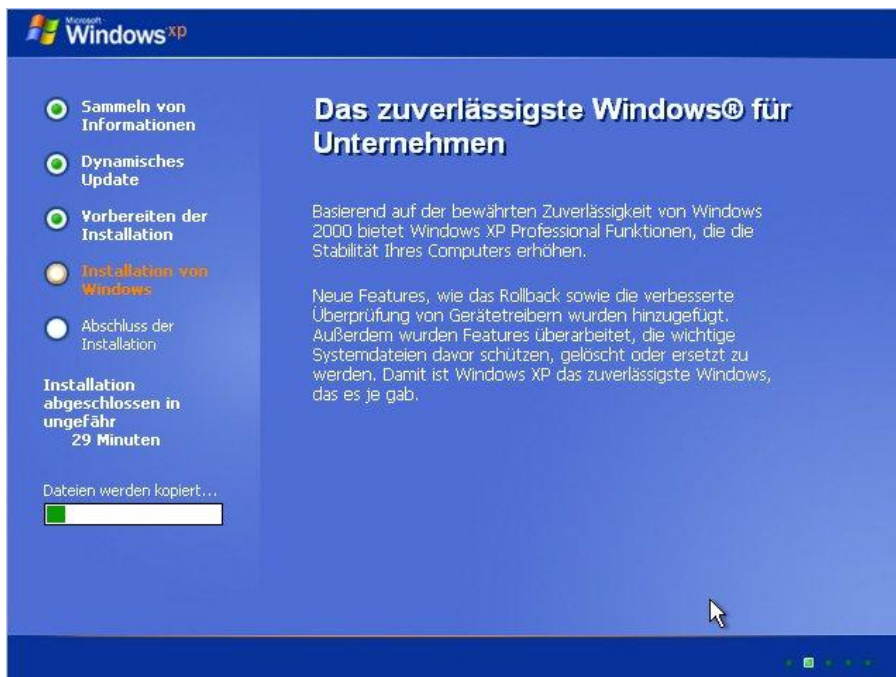 Microsoft
Windows xp
Sammeln von
Informationen
Dynamisches
Update
Vorbereiten der
Installation
Installation von
Windows
Abschluss der
Installation
Installation
abgeschlossen in
ungefähr
29 Minuten
Dateien werden kopiert...
Das zuverlässigste Windows® für
Unternehmen
Basierend auf der bewährten Zuverlässigkeit von Windows
2000 bietet Windows XP Professional Funktionen, die die
Stabilität Ihres Computers erhöhen.
Neue Features, wie das Rollback sowie die verbesserte
Überprüfung von Gerätetreibern wurden hinzugefügt.
Außerdem wurden Features überarbeitet, die wichtige
Systemdateien davor schützen, gelöscht oder ersetzt zu
werden. Damit ist Windows XP das zuverlässigste Windows,
das es je gab.